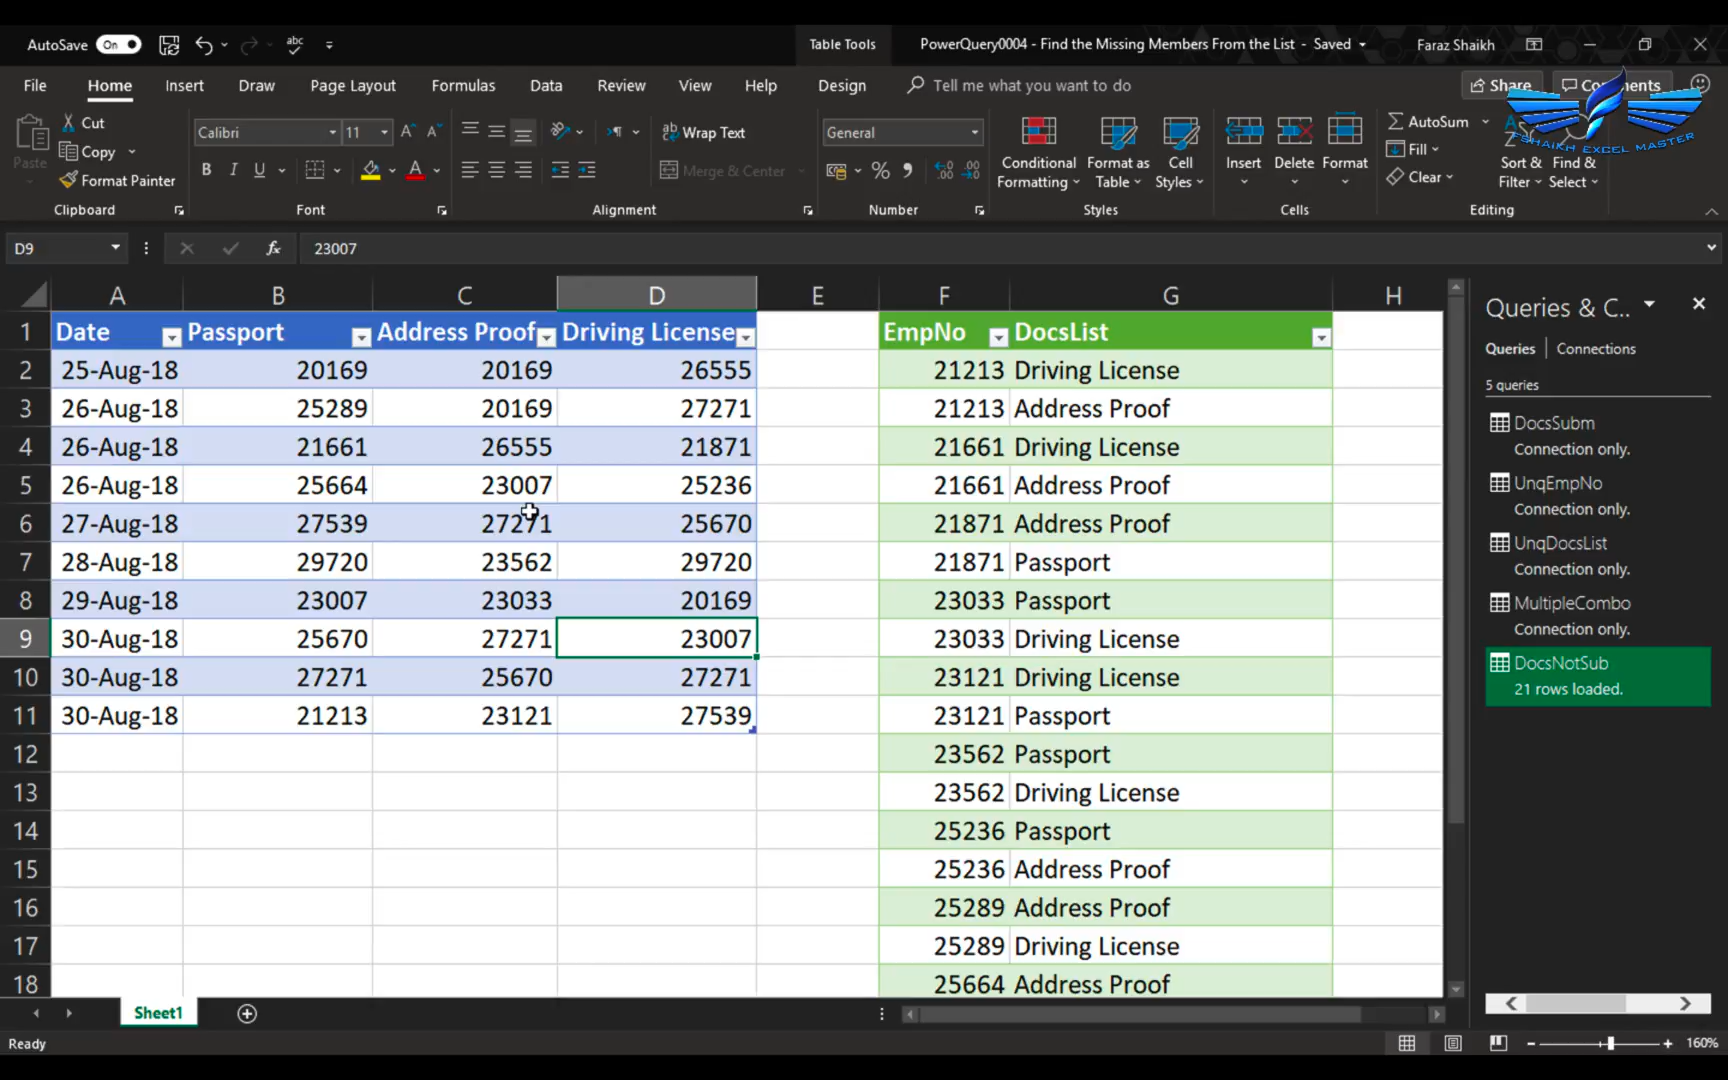 AutoSave On
Table Tools
PowerQuery0004 - Find the Missing Members From the List - Saved
Faraz Shaikh
File Home Insert Draw Page Layout Formulas Data Review View Help Design Tell me what you want to do
Share Comments
FSHAIKH EXCEL MASTER
Paste
Cut
Copy
Format Painter
Clipboard
Calibri 11
B I U
Font
Wrap Text
Merge & Center
Alignment
General
Number
Conditional Formatting
Format as Table
Cell Styles
Styles
Insert Delete Format
Cells
AutoSum
Fill
Clear
Sort & Filter
Find & Select
Editing
D9 fx 23007
A B C D E F G H
1 Date Passport Address Proof Driving License EmpNo DocsList
2 25-Aug-18 20169 20169 26555 21213 Driving License
3 26-Aug-18 25289 20169 27271 21213 Address Proof
4 26-Aug-18 21661 26555 21871 21661 Driving License
5 26-Aug-18 25664 23007 25236 21661 Address Proof
6 27-Aug-18 27539 27271 25670 21871 Address Proof
7 28-Aug-18 29720 23562 29720 21871 Passport
8 29-Aug-18 23007 23033 20169 23033 Passport
9 30-Aug-18 25670 27271 23007 23033 Driving License
10 30-Aug-18 27271 25670 27271 23121 Driving License
11 30-Aug-18 21213 23121 27539 23121 Passport
12 23562 Passport
13 23562 Driving License
14 25236 Passport
15 25236 Address Proof
16 25289 Address Proof
17 25289 Driving License
18 25664 Address Proof
Queries & C...
Queries Connections
5 queries
DocsSubm
Connection only.
UnqEmpNo
Connection only.
UnqDocsList
Connection only.
MultipleCombo
Connection only.
DocsNotSub
21 rows loaded.
Sheet1
Ready
160%